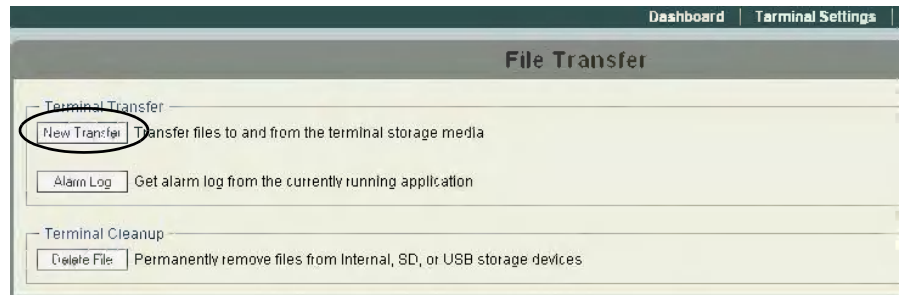 Dashboard | Tarminal Settings |
File Transfer
Terminal Transfer
New Transfer Transfer files to and from the terminal storage media
Alarm Log Get alarm log from the currently running application
Terminal Cleanup
Delete File Permanently remove files from Internal, SD, or USB storage devices